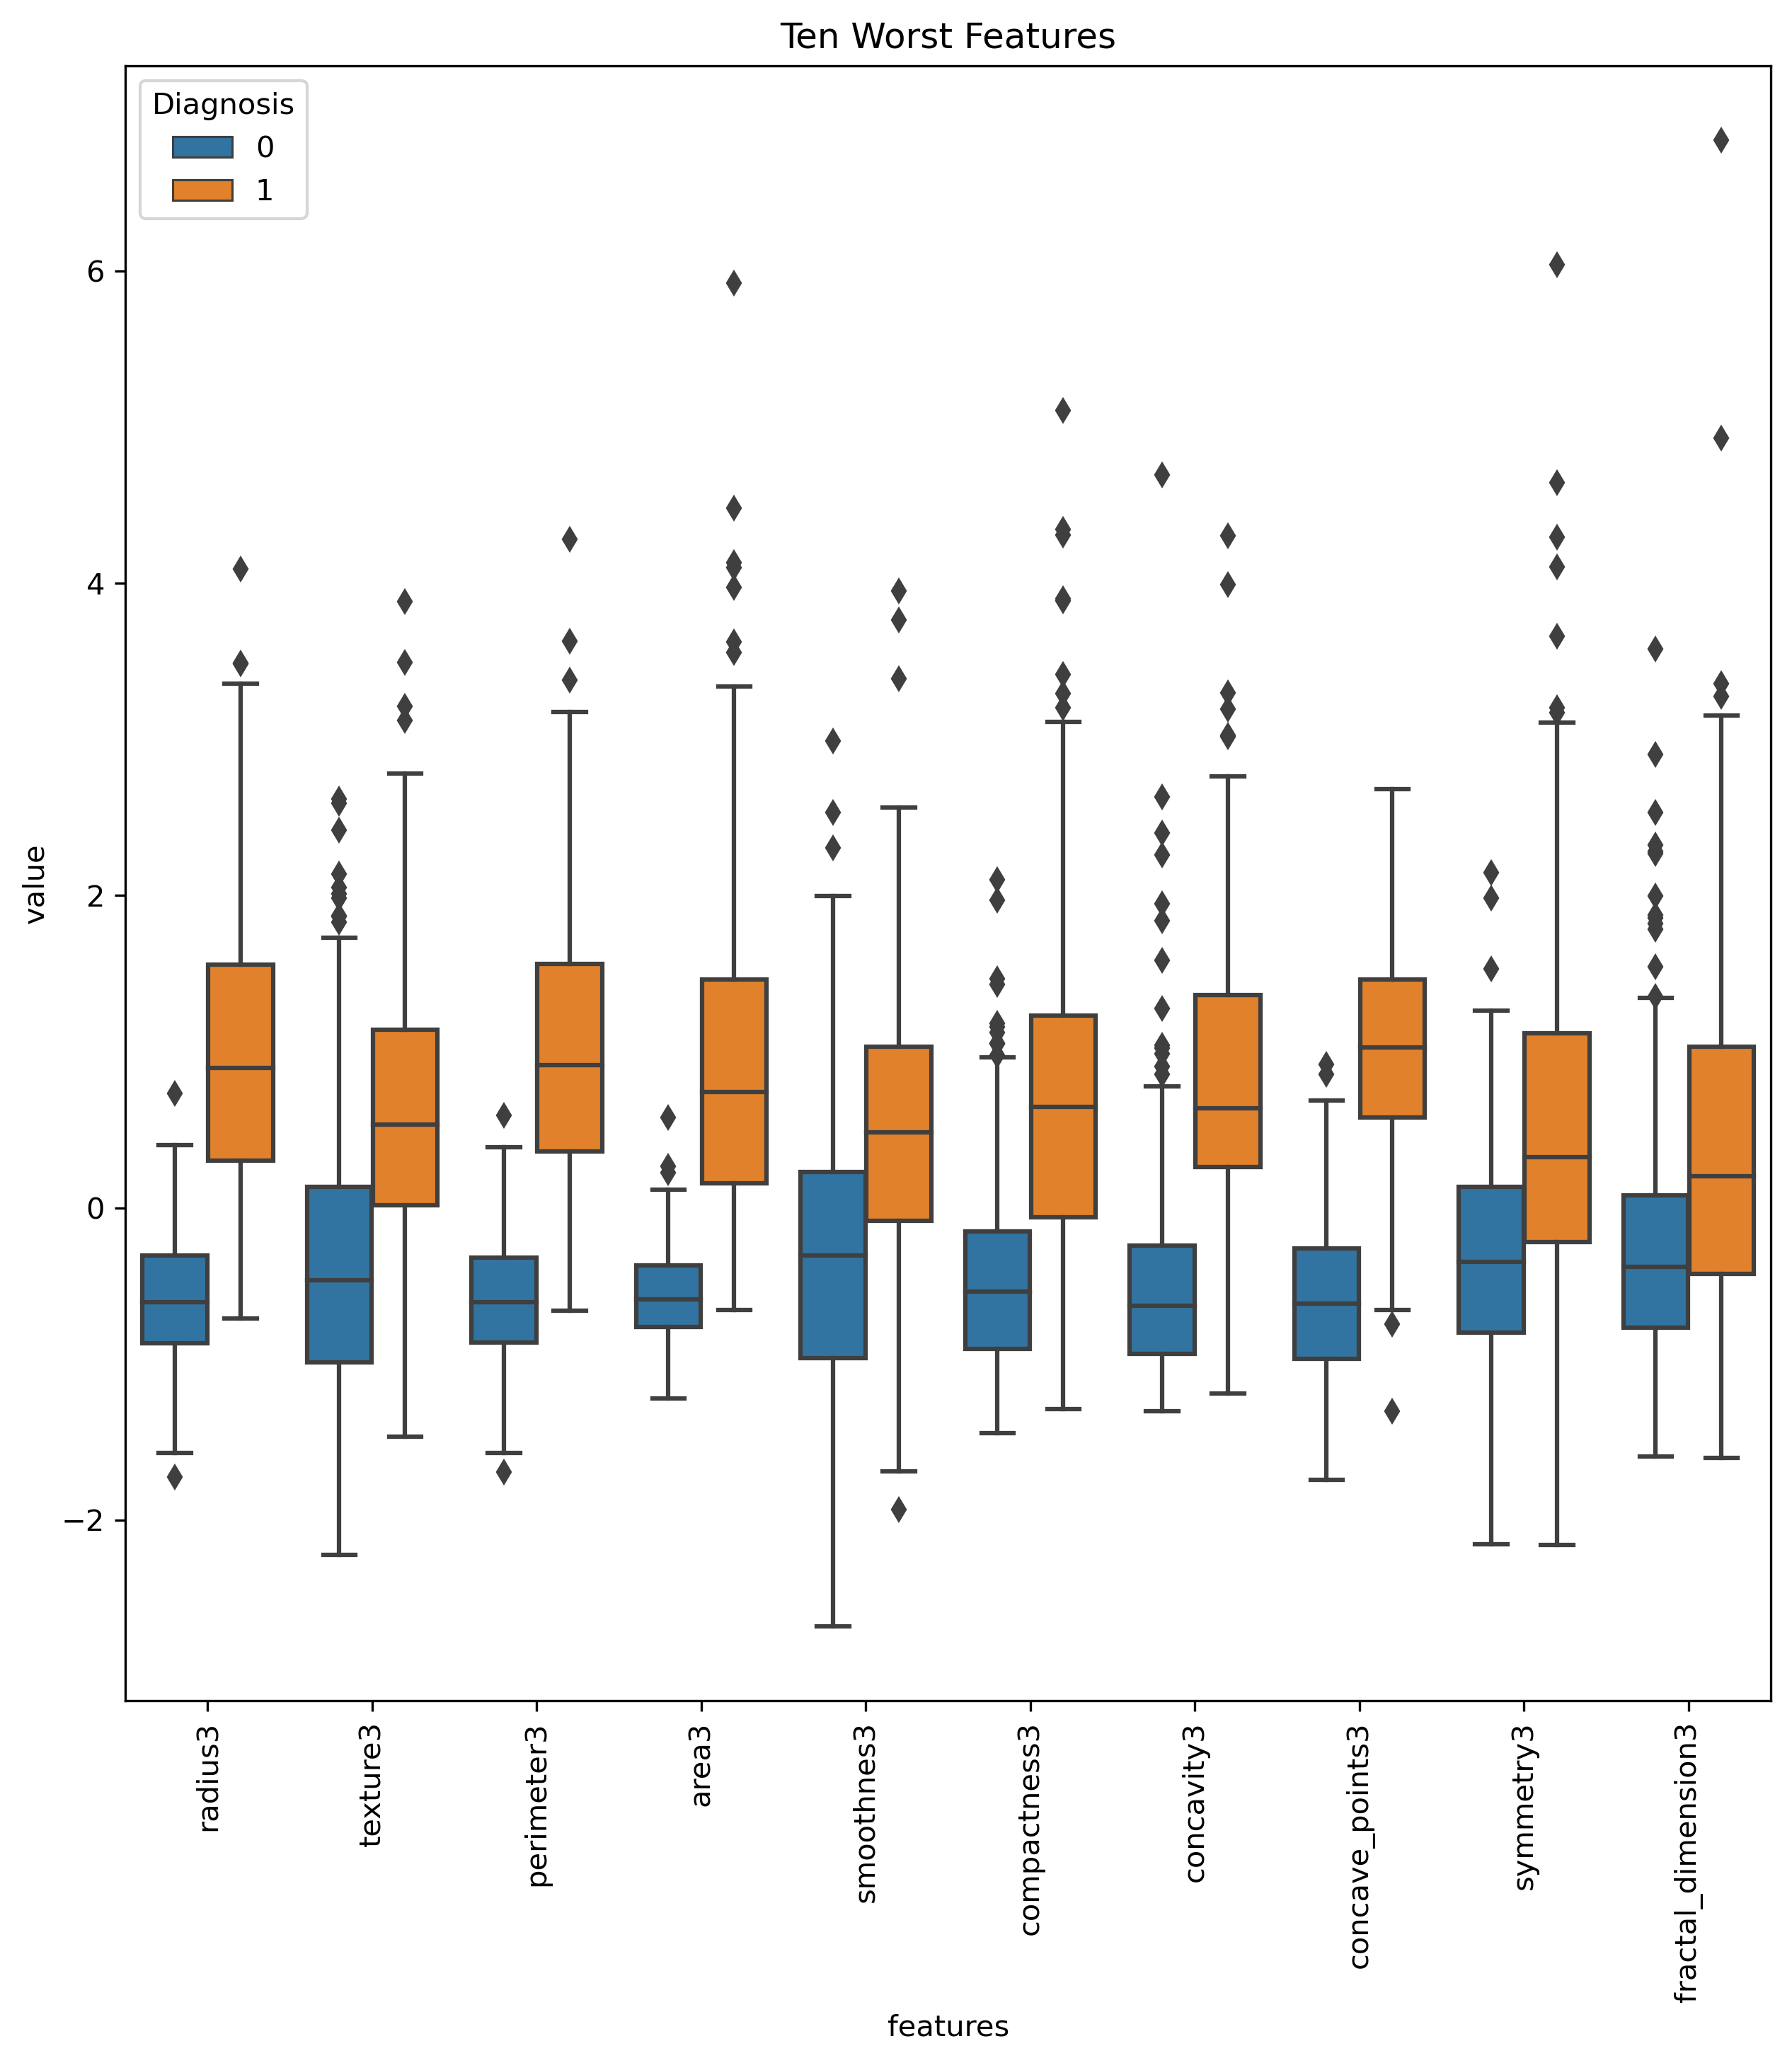 Ten Worst Features
Diagnosis
0
1
6
4
2
0
−2
value
radius3
texture3
perimeter3
area3
smoothness3
compactness3
concavity3
concave_points3
symmetry3
fractal_dimension3
features